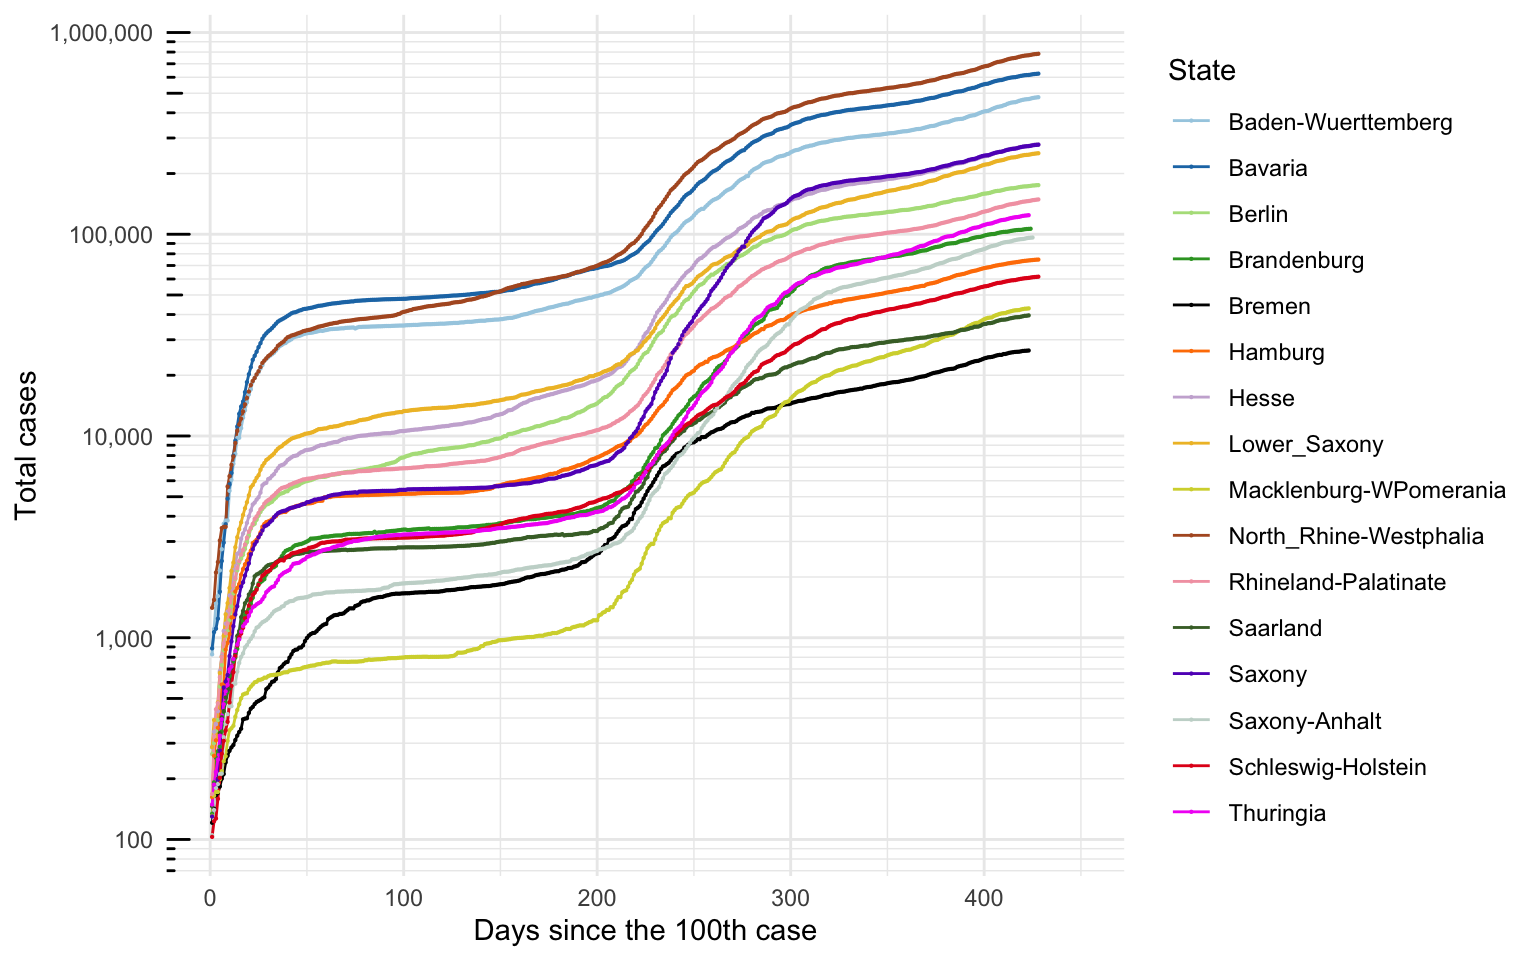 1,000,000
100,000
10,000
1,000
100
Total cases
0 100 200 300 400
Days since the 100th case
State
Baden-Wuerttemberg
Bavaria
Berlin
Brandenburg
Bremen
Hamburg
Hesse
Lower_Saxony
Macklenburg-WPomerania
North_Rhine-Westphalia
Rhineland-Palatinate
Saarland
Saxony
Saxony-Anhalt
Schleswig-Holstein
Thuringia